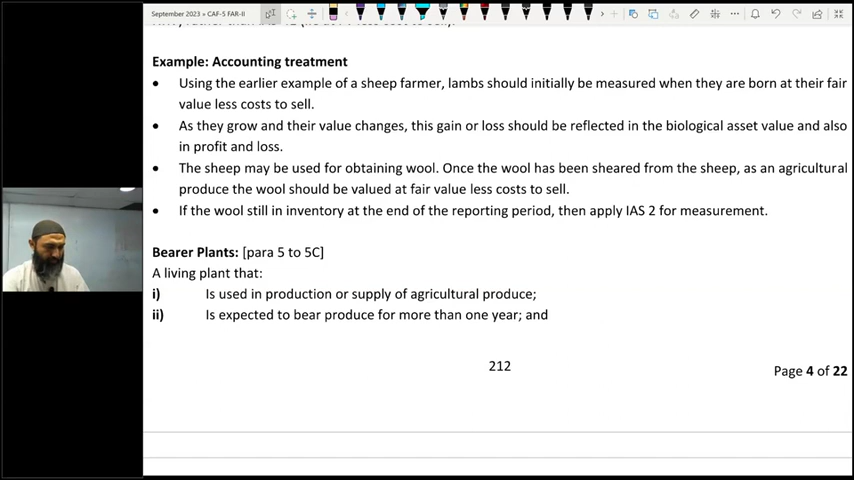 September 2023 » CAF-5 FAR-II
Example: Accounting treatment
• Using the earlier example of a sheep farmer, lambs should initially be measured when they are born at their fair
value less costs to sell.
• As they grow and their value changes, this gain or loss should be reflected in the biological asset value and also
in profit and loss.
• The sheep may be used for obtaining wool. Once the wool has been sheared from the sheep, as an agricultural
produce the wool should be valued at fair value less costs to sell.
• If the wool still in inventory at the end of the reporting period, then apply IAS 2 for measurement.
Bearer Plants: [para 5 to 5C]
A living plant that:
i) Is used in production or supply of agricultural produce;
ii) Is expected to bear produce for more than one year; and
212
Page 4 of 22